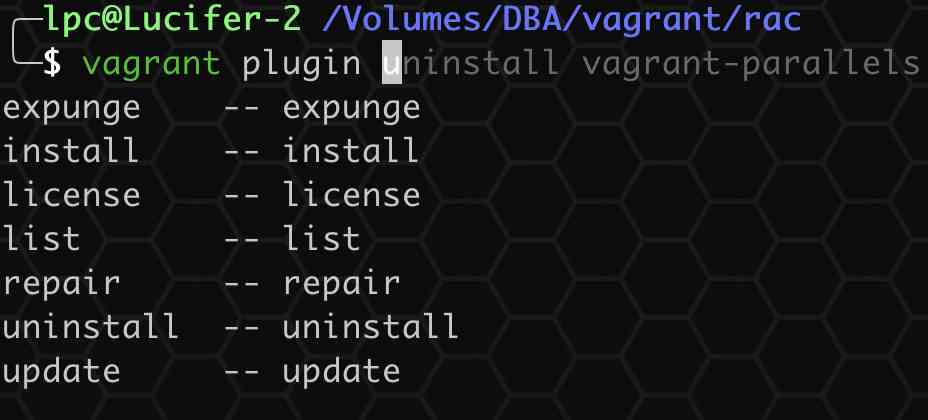 lpc@Lucifer-2 /Volumes/DBA/vagrant/rac
$ vagrant plugin uninstall vagrant-parallels
expunge -- expunge
install -- install
license -- license
list -- list
repair -- repair
uninstall -- uninstall
update -- update